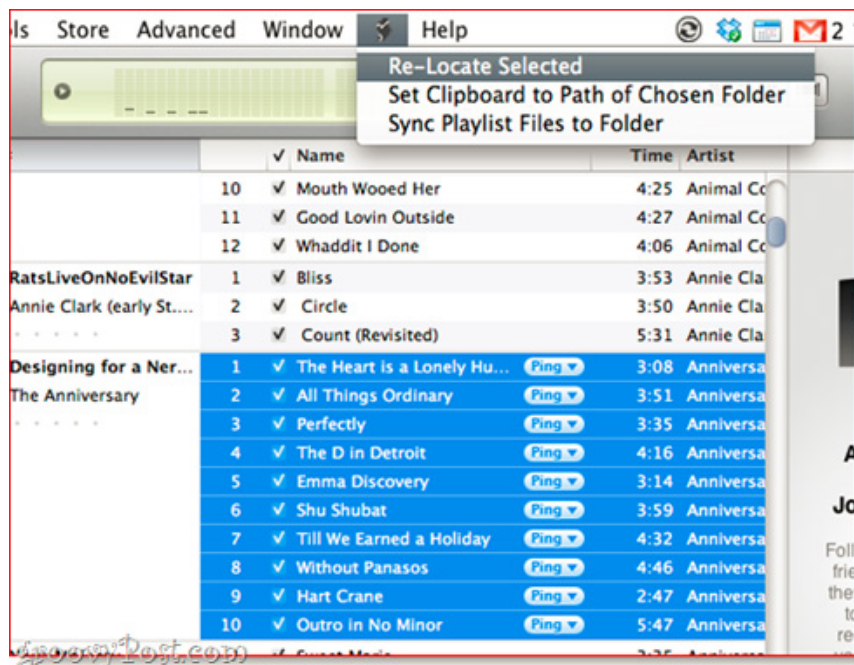 ls Store Advanced Window Help 2
Re-Locate Selected
Set Clipboard to Path of Chosen Folder
Sync Playlist Files to Folder
✓ Name Time Artist
10 ✓ Mouth Wooed Her 4:25 Animal Co
11 ✓ Good Lovin Outside 4:27 Animal Co
12 ✓ Whaddit I Done 4:06 Animal Co
RatsLiveOnNoEvilStar 1 ✓ Bliss 3:53 Annie Cla
Annie Clark (early St.... 2 ✓ Circle 3:50 Annie Cla
3 ✓ Count (Revisited) 5:31 Annie Cla
Designing for a Ner... 1 ✓ The Heart is a Lonely Hu... Ping 3:08 Anniversa
The Anniversary 2 ✓ All Things Ordinary Ping 3:51 Anniversa
3 ✓ Perfectly Ping 3:35 Anniversa
4 ✓ The D in Detroit Ping 4:16 Anniversa
5 ✓ Emma Discovery Ping 3:14 Anniversa
6 ✓ Shu Shubat Ping 3:59 Anniversa
7 ✓ Till We Earned a Holiday Ping 4:32 Anniversa
8 ✓ Without Panasos Ping 4:46 Anniversa
9 ✓ Hart Crane Ping 2:47 Anniversa
10 ✓ Outro in No Minor Ping 5:47 Anniversa
A
Jo
Foll
frie
the
to
re
groovyPost.com